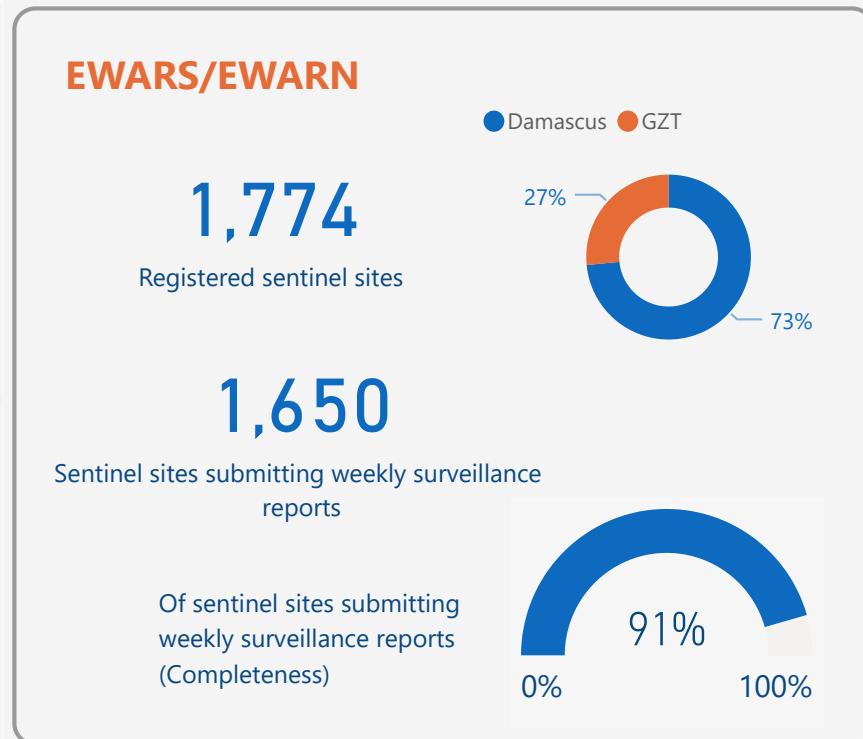 EWARS/EWARN
Damascus GZT
1,774
Registered sentinel sites
27%
73%
1,650
Sentinel sites submitting weekly surveillance
reports
Of sentinel sites submitting
weekly surveillance reports
(Completeness)
91%
0% 100%